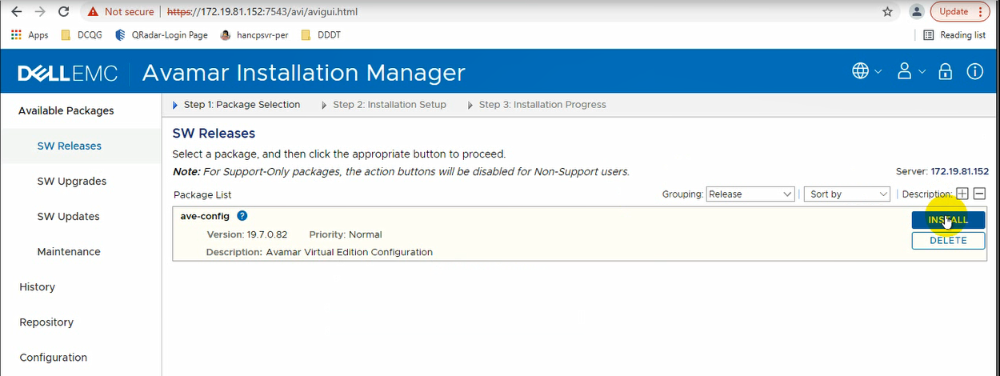 Not secure https://172.19.81.152:7543/avi/avigui.html Update
Apps DCQG QRadar-Login Page hancpsvr-per DDDT Reading list
DELLEMC Avamar Installation Manager
Available Packages Step 1: Package Selection Step 2: Installation Setup Step 3: Installation Progress
SW Releases
SW Upgrades
SW Updates
Maintenance
History
Repository
Configuration
SW Releases
Select a package, and then click the appropriate button to proceed.
Note: For Support-Only packages, the action buttons will be disabled for Non-Support users.
Server: 172.19.81.152
Package List Grouping: Release Sort by Description:
ave-config ?
Version: 19.7.0.82 Priority: Normal
Description: Avamar Virtual Edition Configuration
INSTALL
DELETE